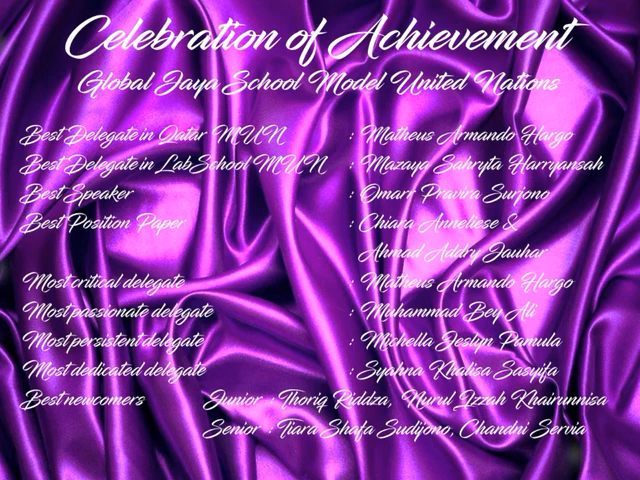 Celebration of Achievement
Global Jaya School Model United Nations
Best Delegate in Qatar MUN : Matheus Armando Hargo
Best Delegate in LabSchool MUN : Mazaya Sahryta Harryansah
Best Speaker : Omarr Pravira Surjono
Best Position Paper : Chiara Anneliese &
Ahmad Addry Jauhar
Most critical delegate : Matheus Armando Hargo
Most passionate delegate : Muhammad Bey Ali
Most persistent delegate : Michella Jeslyn Pamula
Most dedicated delegate : Syahna Khalisa Sasyifa
Best newcomers Junior : Thoriq Riddza, Nurul Izzah Khairunnisa
Senior : Tiara Shafa Sudijono, Chandni Servia